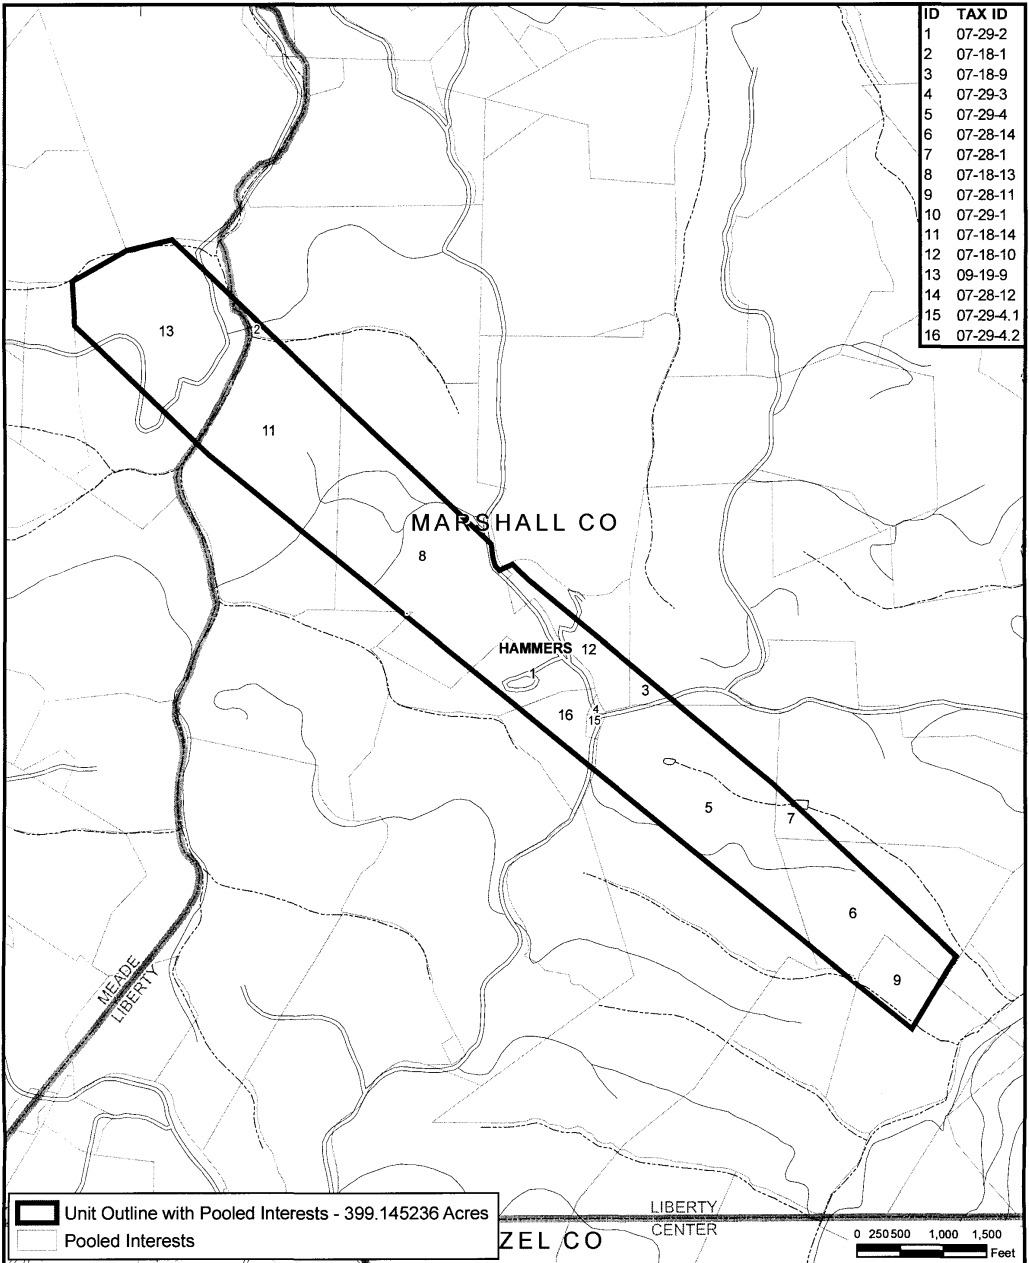 ID TAX ID
1 07-29-2
2 07-18-1
3 07-18-9
4 07-29-3
5 07-29-4
6 07-28-14
7 07-28-1
8 07-18-13
9 07-28-11
10 07-29-1
11 07-18-14
12 07-18-10
13 09-19-9
14 07-28-12
15 07-29-4.1
16 07-29-4.2
13
2
11
MARSHALL CO
8
HAMMERS
12
1
3
16
4
15
5
7
6
9
MEADE
LIBERTY
LIBERTY
CENTER
ZEL CO
Unit Outline with Pooled Interests - 399.145236 Acres
Pooled Interests
0 250 500 1,000 1,500
Feet